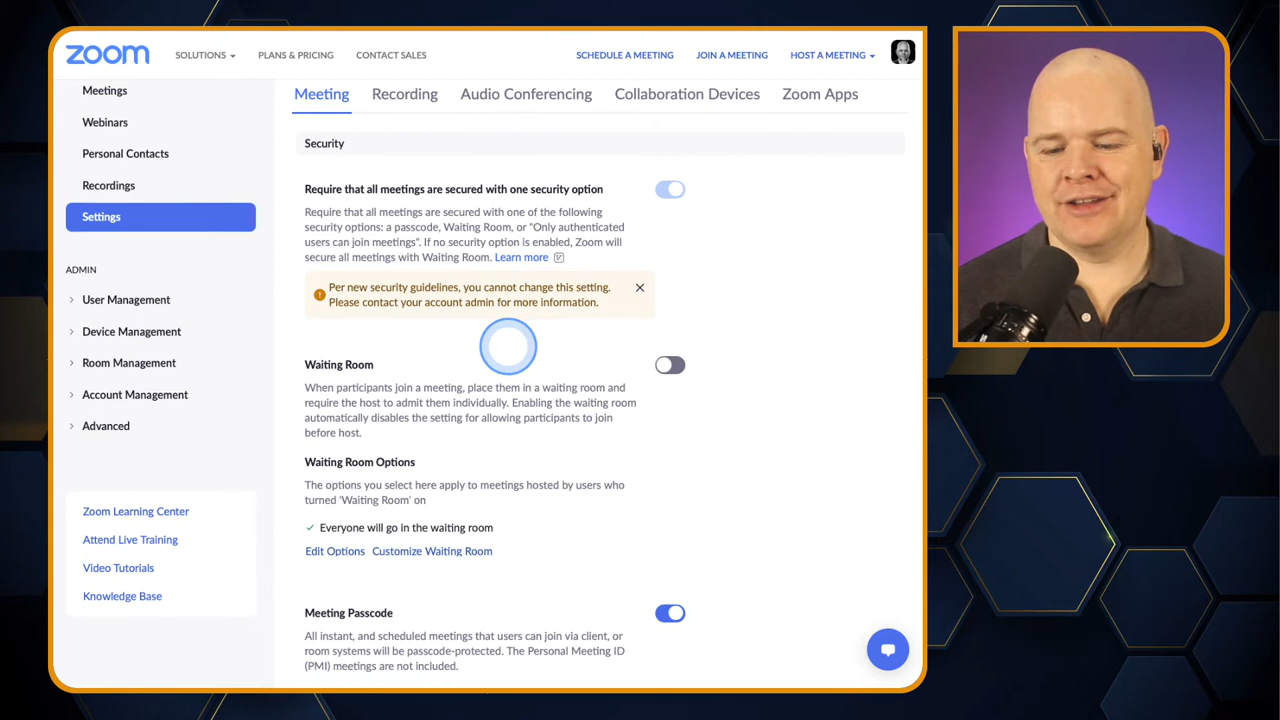 zoom
SOLUTIONS
PLANS & PRICING
CONTACT SALES
SCHEDULE A MEETING
JOIN A MEETING
HOST A MEETING
Meetings
Webinars
Personal Contacts
Recordings
Settings
ADMIN
User Management
Device Management
Room Management
Account Management
Advanced
Zoom Learning Center
Attend Live Training
Video Tutorials
Knowledge Base
Meeting
Recording
Audio Conferencing
Collaboration Devices
Zoom Apps
Security
Require that all meetings are secured with one security option
Require that all meetings are secured with one of the following
security options: a passcode, Waiting Room, or "Only authenticated
users can join meetings". If no security option is enabled, Zoom will
secure all meetings with Waiting Room. Learn more
Per new security guidelines, you cannot change this setting.
Please contact your account admin for more information.
Waiting Room
When participants join a meeting, place them in a waiting room and
require the host to admit them individually. Enabling the waiting room
automatically disables the setting for allowing participants to join
before host.
Waiting Room Options
The options you select here apply to meetings hosted by users who
turned 'Waiting Room' on
Everyone will go in the waiting room
Edit Options Customize Waiting Room
Meeting Passcode
All instant, and scheduled meetings that users can join via client, or
room systems will be passcode-protected. The Personal Meeting ID
(PMI) meetings are not included.